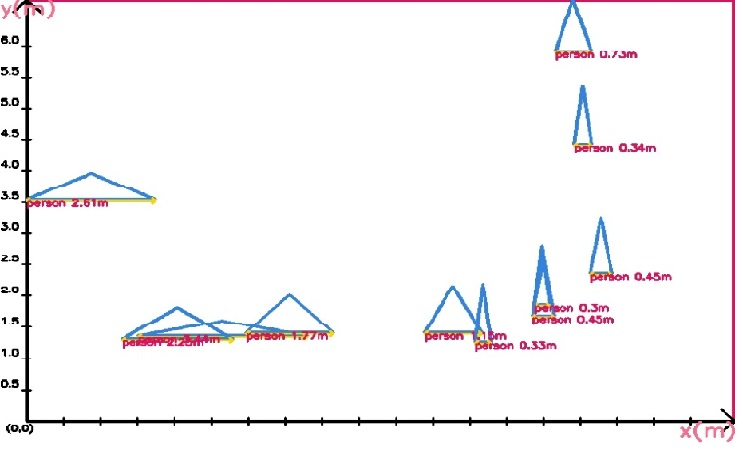 y(m)
6.0
person 0.73m
5.5
5.0
4.5
person 0.34m
4.0
3.5
person 2.61m
3.0
2.5
person 0.45m
2.0
person 0.3m
person 0.45m
1.5
person 1.77m
person
person 0.33m
1.0
0.5
(0,0)
x(m)